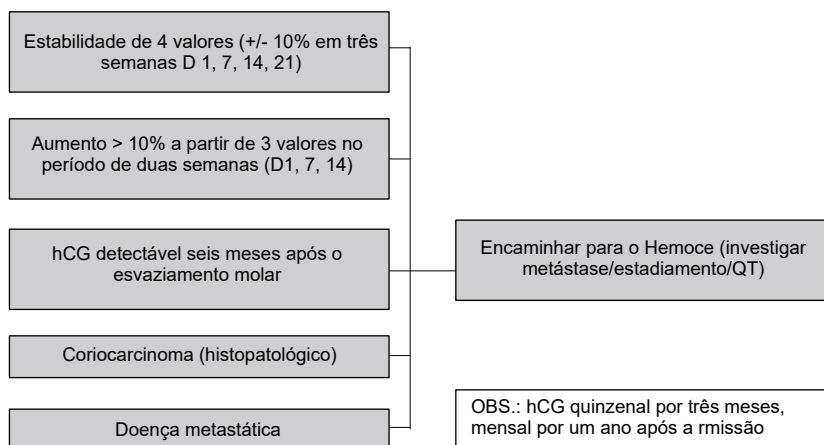 Estabilidade de 4 valores (+/- 10% em três
semanas D 1, 7, 14, 21)
Aumento > 10% a partir de 3 valores no
período de duas semanas (D1, 7, 14)
hCG detectável seis meses após o
esvaziamento molar
Coriocarcinoma (histopatológico)
Doença metastática
Encaminhar para o Hemoce (investigar
metástase/estadiamento/QT)
OBS.: hCG quinzenal por três meses,
mensal por um ano após a rmissão